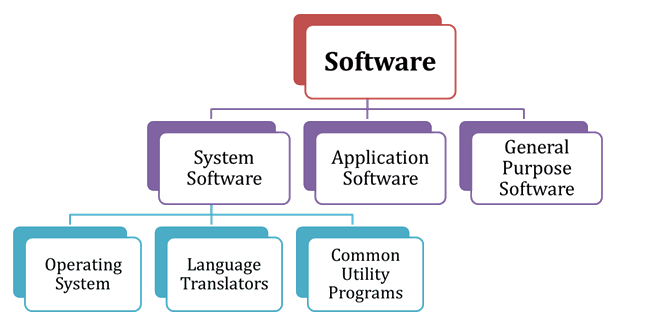 Software
System
Software
Application
Software
General
Purpose
Software
Operating
System
Language
Translators
Common
Utility
Programs